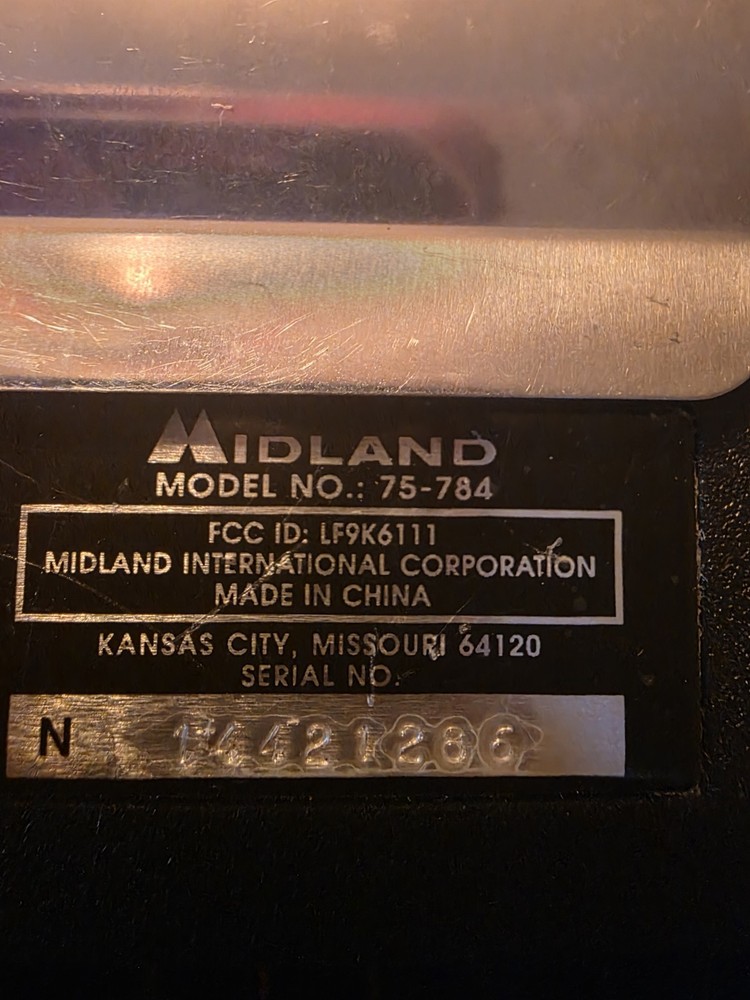 MIDLAND
MODEL NO.: 75-784
FCC ID: LF9K6111
MIDLAND INTERNATIONAL CORPORATION
MADE IN CHINA
KANSAS CITY, MISSOURI 64120
SERIAL NO.
N 14421286